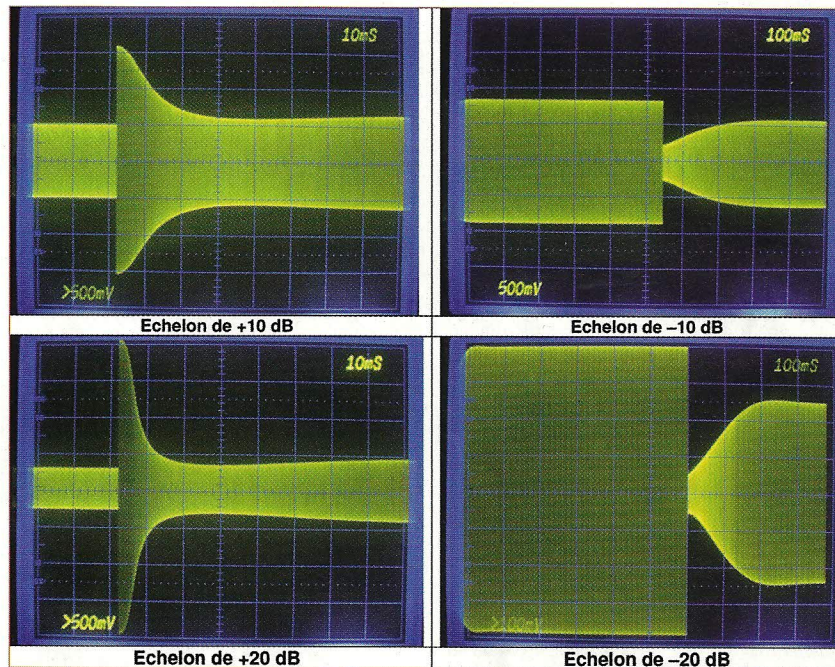 10mS
>500mV
Echelon de +10 dB
100mS
500mV
Echelon de –10 dB
10mS
>500mV
Echelon de +20 dB
100mS
>100mV
Echelon de –20 dB